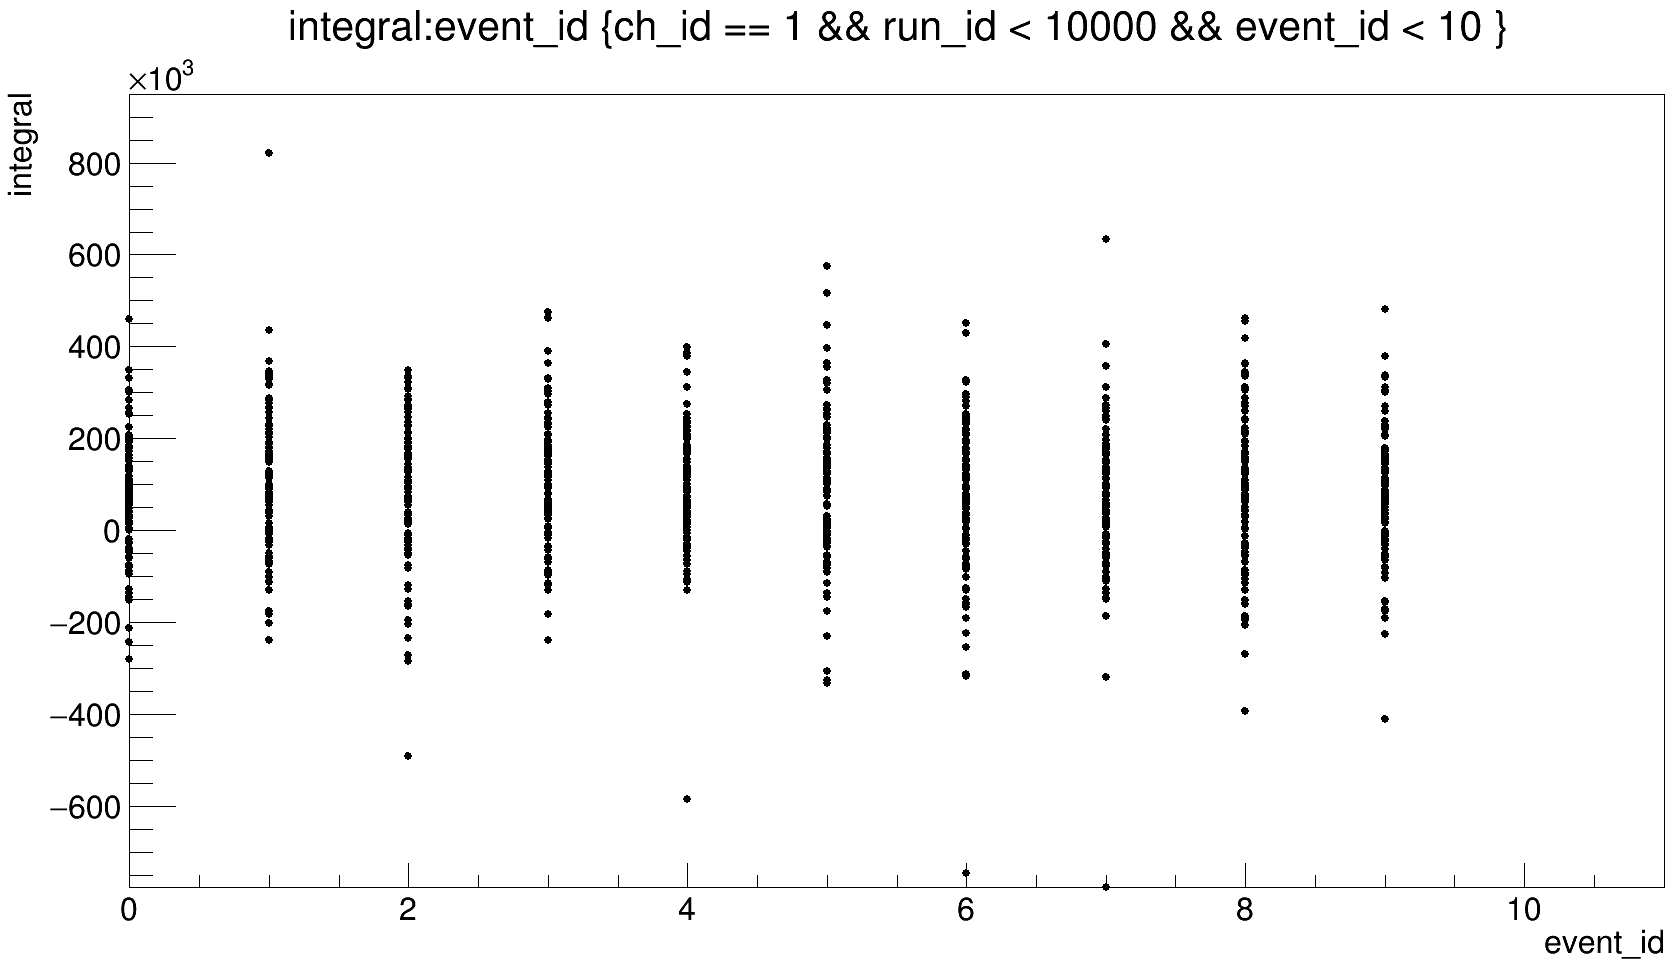 integral:event_id {ch_id == 1 && run_id < 10000 && event_id < 10 }
×10³
integral
800
600
400
200
0
−200
−400
−600
0 2 4 6 8 10
event_id